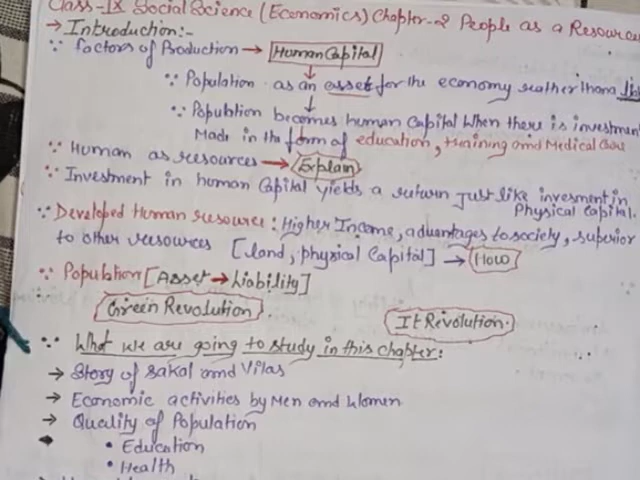 Class-IX Social Science (Economics) Chapter-2 People as a Resource
→ Introduction:-
∵ Factors of Production → Human Capital
∵ Population as an asset for the economy rather than a
∵ Population becomes human Capital when there is investment
Made in the form of education, training and Medical Care
∵ Human as resources → Explain
∵ Investment in human Capital yields a return just like invesment in
Physical Capital.
∵ Developed Human resource: Higher Income, advantages to society, superior
to other resources [land, physical Capital] → How
∵ Population [Asset → Liability]
Green Revolution It Revolution.
∵ What we are going to study in this chapter:
→ Story of Sakal and Vilas
→ Economic activities by Men and Women
→ Quality of Population
• Education
• Health